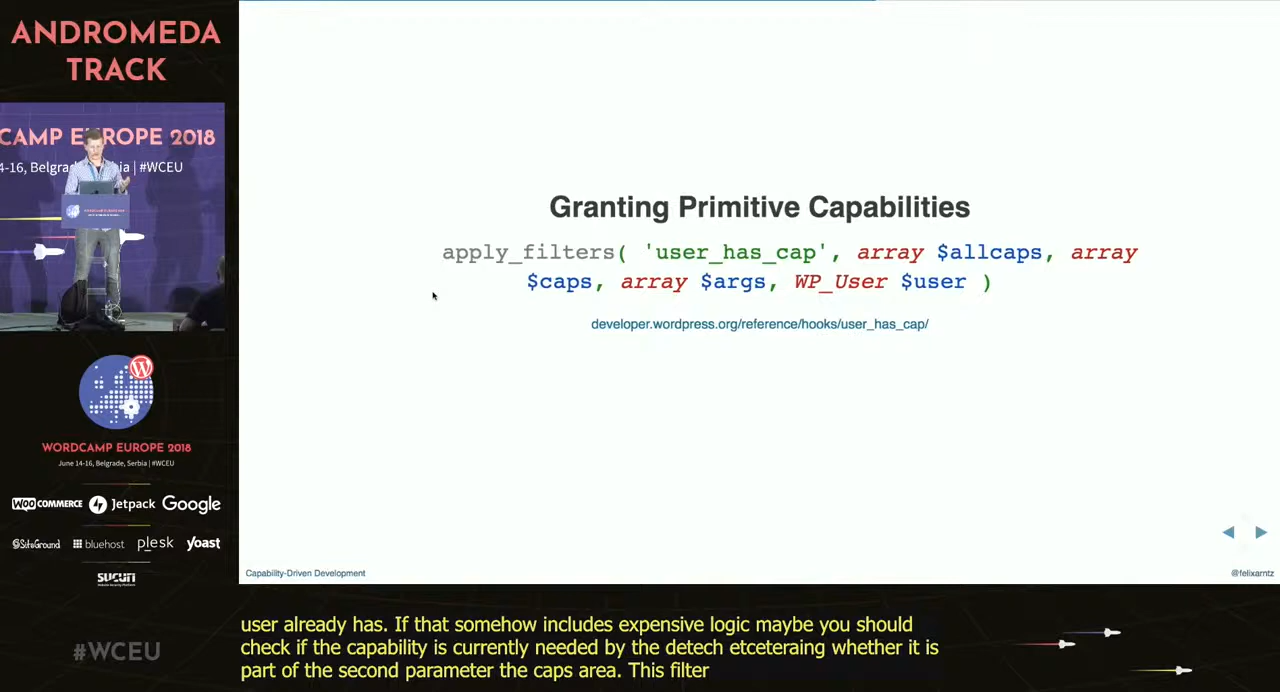 ANDROMEDA
TRACK
CAMP EUROPE 2018
4-16, Belgra ia | #WCEU
WORDCAMP EUROPE 2018
June 14-16, Belgrade, Serbia | #WCEU
WOO COMMERCE Jetpack Google
SiteGround bluehost plesk yoast
SUCURI
#WCEU
Granting Primitive Capabilities
apply_filters( 'user_has_cap', array $allcaps, array
$caps, array $args, WP_User $user )
developer.wordpress.org/reference/hooks/user_has_cap/
Capability-Driven Development
@felixarntz
user already has. If that somehow includes expensive logic maybe you should
check if the capability is currently needed by the detech etceteraing whether it is
part of the second parameter the caps area. This filter